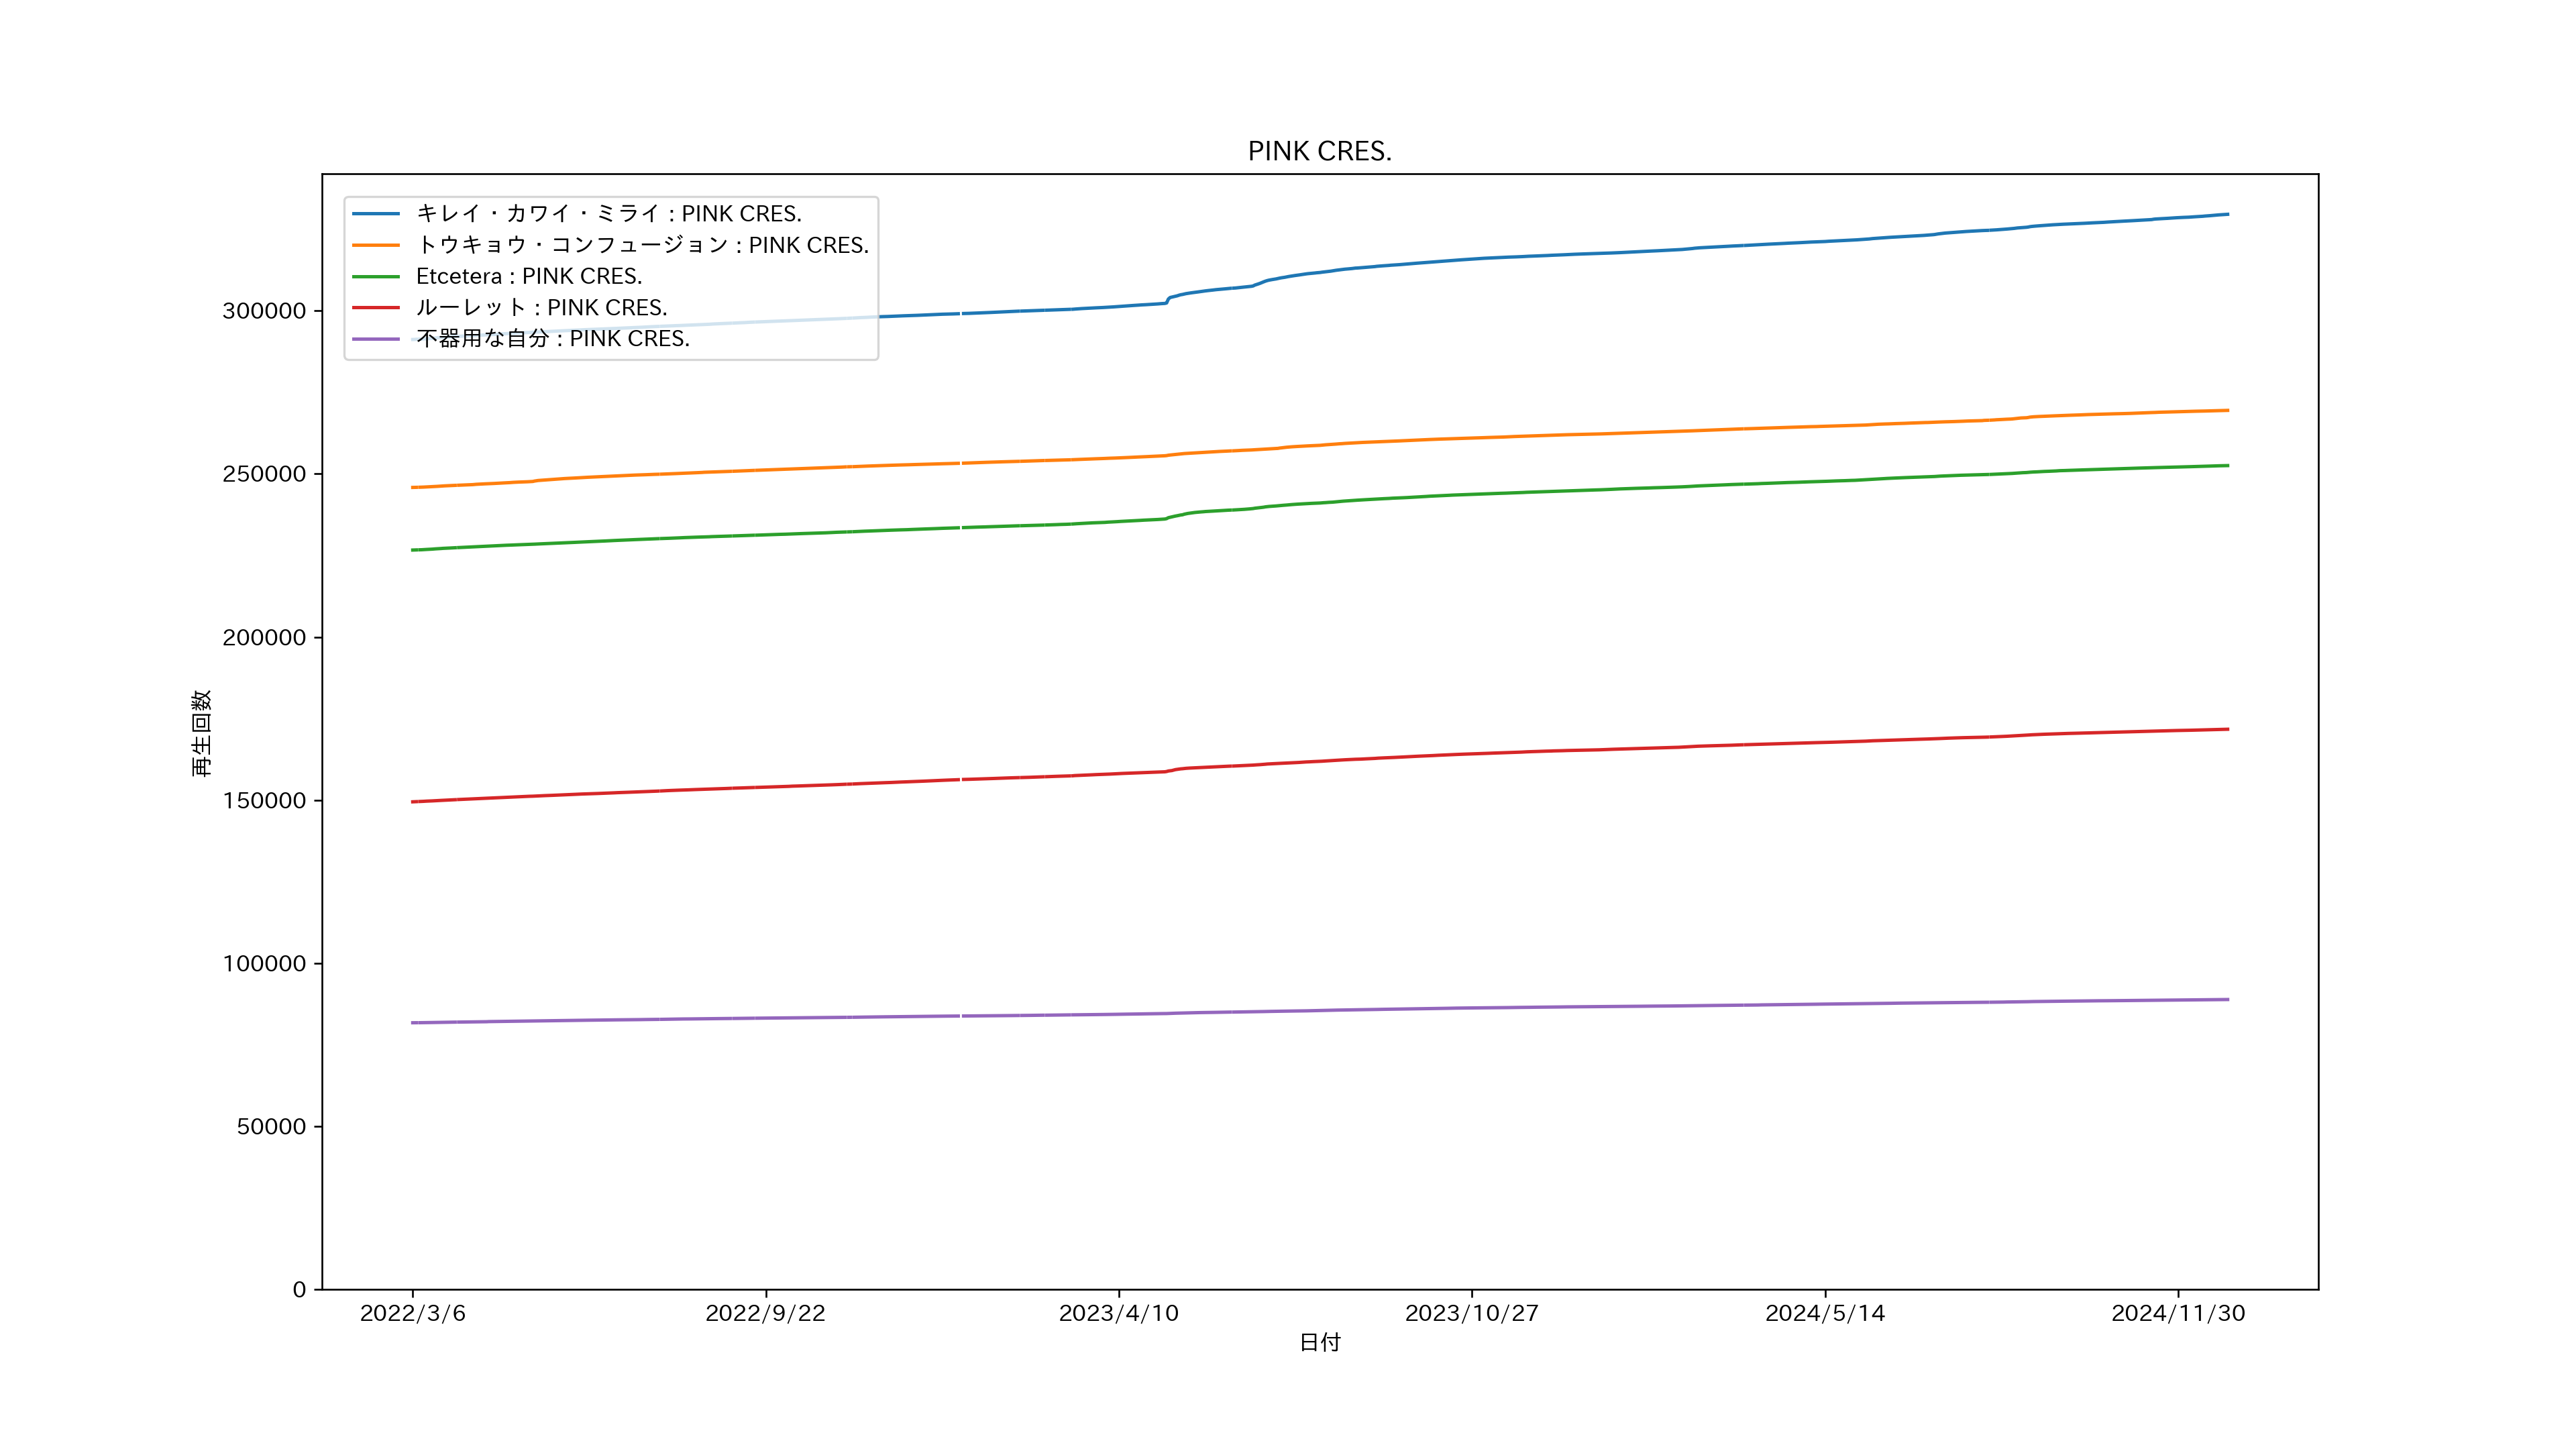 PINK CRES.
キレイ・カワイ・ミライ : PINK CRES.
トウキョウ・コンフュージョン : PINK CRES.
Etcetera : PINK CRES.
ルーレット : PINK CRES.
不器用な自分 : PINK CRES.
300000
250000
200000
150000
100000
50000
0
再生回数
2022/3/6
2022/9/22
2023/4/10
2023/10/27
2024/5/14
2024/11/30
日付